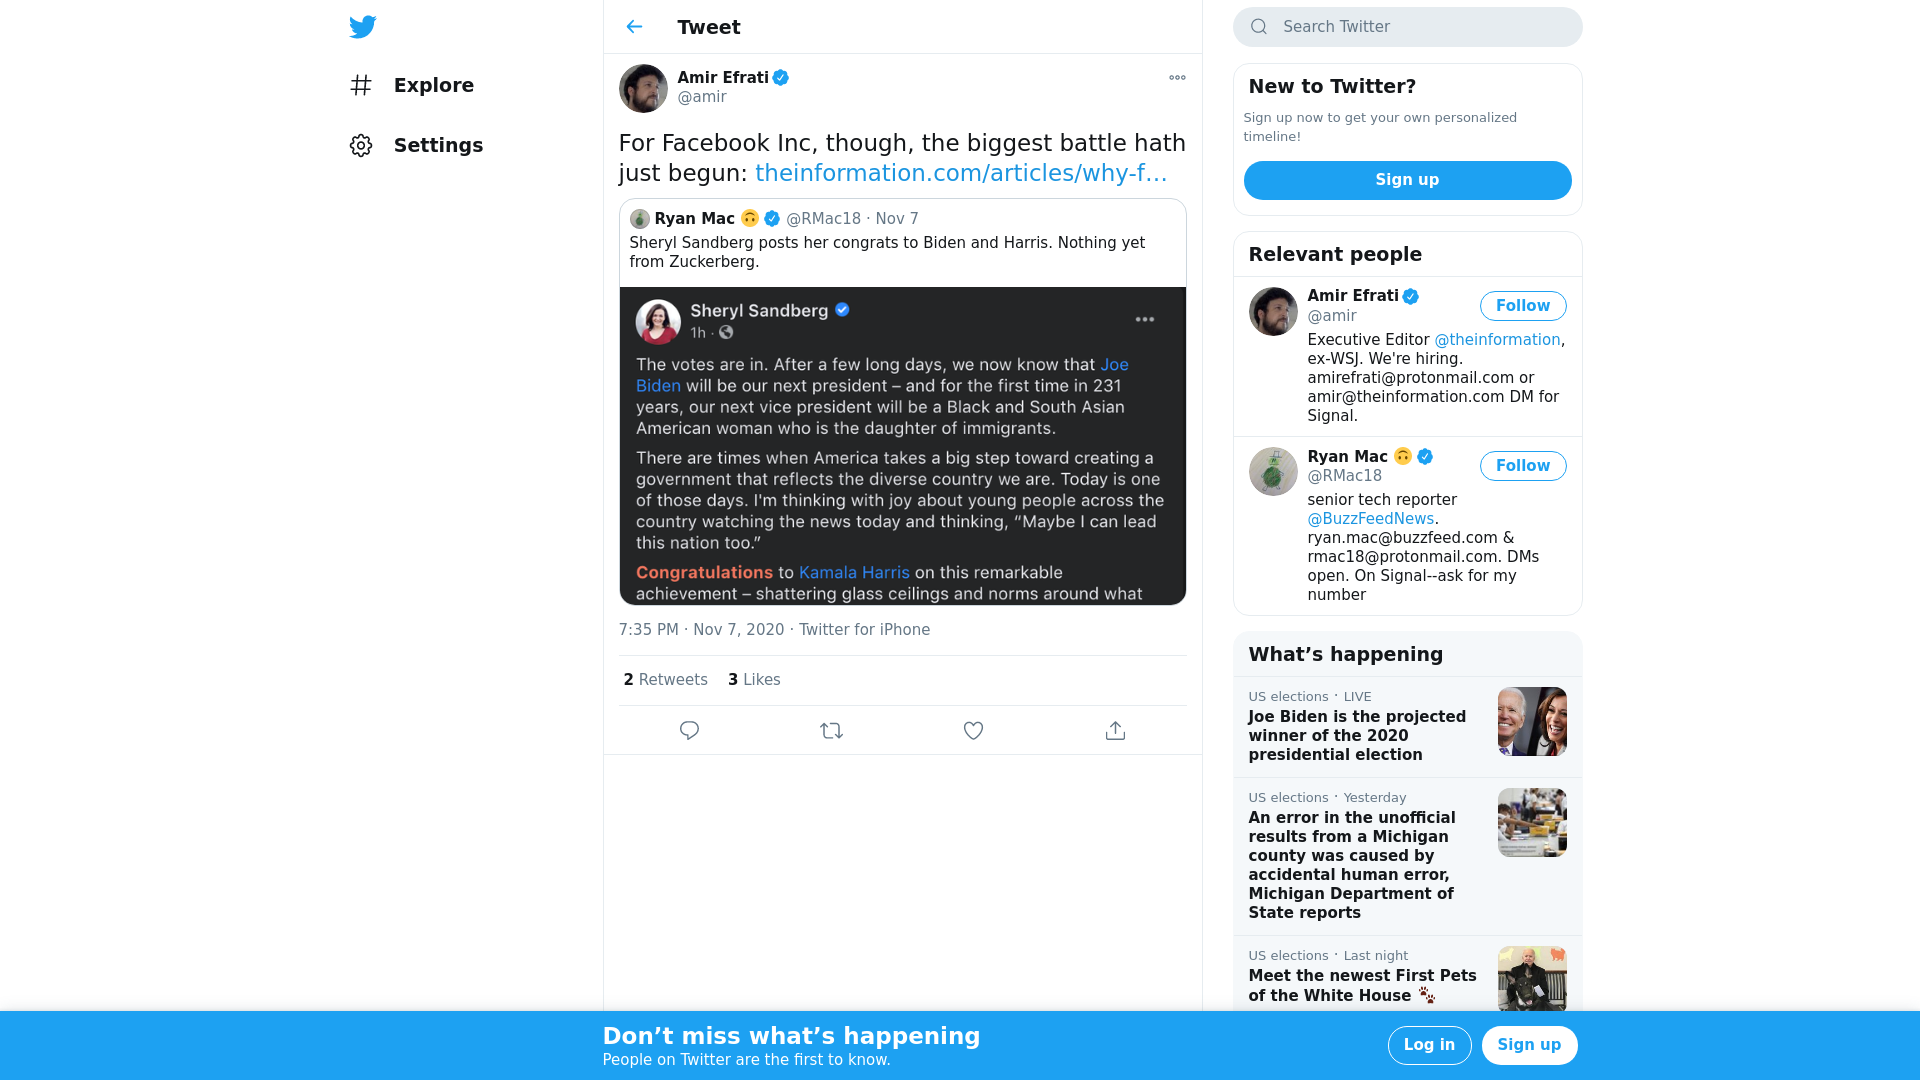 Explore
Settings
Tweet
Amir Efrati
@amir
For Facebook Inc, though, the biggest battle hath
just begun: theinformation.com/articles/why-f…
Ryan Mac 🙃 @RMac18 · Nov 7
Sheryl Sandberg posts her congrats to Biden and Harris. Nothing yet
from Zuckerberg.
Sheryl Sandberg
1h ·
The votes are in. After a few long days, we now know that Joe
Biden will be our next president – and for the first time in 231
years, our next vice president will be a Black and South Asian
American woman who is the daughter of immigrants.
There are times when America takes a big step toward creating a
government that reflects the diverse country we are. Today is one
of those days. I'm thinking with joy about young people across the
country watching the news today and thinking, “Maybe I can lead
this nation too.”
Congratulations to Kamala Harris on this remarkable
achievement – shattering glass ceilings and norms around what
7:35 PM · Nov 7, 2020 · Twitter for iPhone
2 Retweets 3 Likes
Search Twitter
New to Twitter?
Sign up now to get your own personalized
timeline!
Sign up
Relevant people
Amir Efrati
@amir
Follow
Executive Editor @theinformation,
ex-WSJ. We're hiring.
amirefrati@protonmail.com or
amir@theinformation.com DM for
Signal.
Ryan Mac 🙃
@RMac18
Follow
senior tech reporter
@BuzzFeedNews.
ryan.mac@buzzfeed.com &
rmac18@protonmail.com. DMs
open. On Signal--ask for my
number
What’s happening
US elections · LIVE
Joe Biden is the projected
winner of the 2020
presidential election
US elections · Yesterday
An error in the unofficial
results from a Michigan
county was caused by
accidental human error,
Michigan Department of
State reports
US elections · Last night
Meet the newest First Pets
of the White House 🐾
Don’t miss what’s happening
People on Twitter are the first to know.
Log in
Sign up